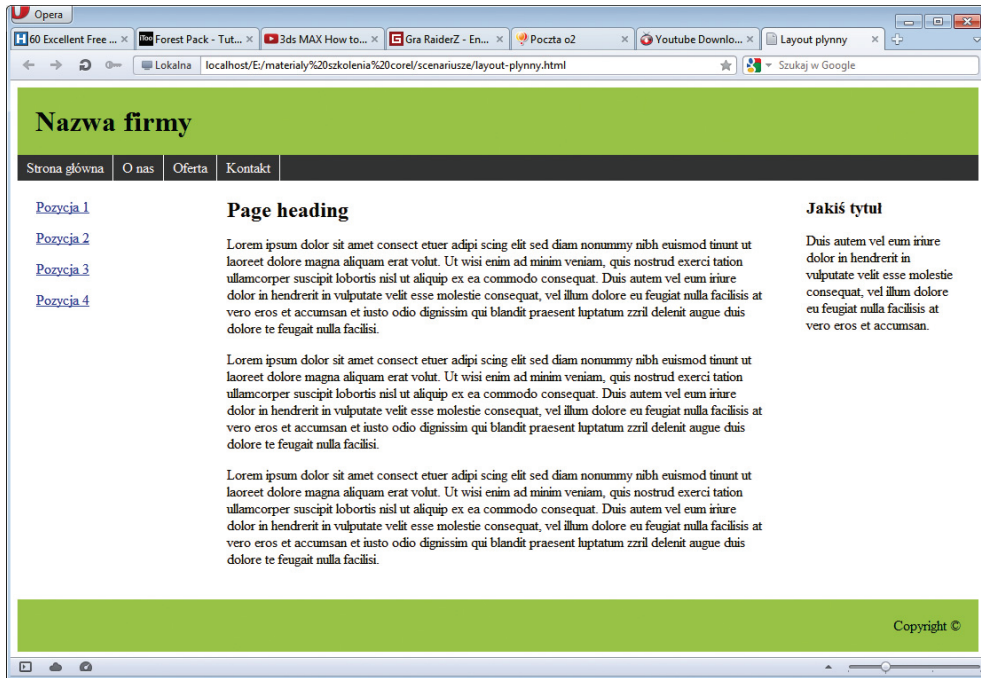 Opera
60 Excellent Free ...
Forest Pack - Tut...
3ds MAX How to...
Gra RaiderZ - En...
Poczta o2
Youtube Downlo...
Layout plynny
Lokalna localhost/E:/materialy%20szkolenia%20corel/scenariusze/layout-plynny.html
Szukaj w Google
Nazwa firmy
Strona główna O nas Oferta Kontakt
Pozycja 1
Pozycja 2
Pozycja 3
Pozycja 4
Page heading
Lorem ipsum dolor sit amet consect etuer adipi scing elit sed diam nonummy nibh euismod tinunt ut
laoreet dolore magna aliquam erat volut. Ut wisi enim ad minim veniam, quis nostrud exerci tation
ullamcorper suscipit lobortis nisl ut aliquip ex ea commodo consequat. Duis autem vel eum iriure
dolor in hendrerit in vulputate velit esse molestie consequat, vel illum dolore eu feugiat nulla facilisis at
vero eros et accumsan et iusto odio dignissim qui blandit praesent luptatum zzril delenit augue duis
dolore te feugait nulla facilisi.
Lorem ipsum dolor sit amet consect etuer adipi scing elit sed diam nonummy nibh euismod tinunt ut
laoreet dolore magna aliquam erat volut. Ut wisi enim ad minim veniam, quis nostrud exerci tation
ullamcorper suscipit lobortis nisl ut aliquip ex ea commodo consequat. Duis autem vel eum iriure
dolor in hendrerit in vulputate velit esse molestie consequat, vel illum dolore eu feugiat nulla facilisis at
vero eros et accumsan et iusto odio dignissim qui blandit praesent luptatum zzril delenit augue duis
dolore te feugait nulla facilisi.
Lorem ipsum dolor sit amet consect etuer adipi scing elit sed diam nonummy nibh euismod tinunt ut
laoreet dolore magna aliquam erat volut. Ut wisi enim ad minim veniam, quis nostrud exerci tation
ullamcorper suscipit lobortis nisl ut aliquip ex ea commodo consequat. Duis autem vel eum iriure
dolor in hendrerit in vulputate velit esse molestie consequat, vel illum dolore eu feugiat nulla facilisis at
vero eros et accumsan et iusto odio dignissim qui blandit praesent luptatum zzril delenit augue duis
dolore te feugait nulla facilisi.
Jakiś tytuł
Duis autem vel eum iriure
dolor in hendrerit in
vulputate velit esse molestie
consequat, vel illum dolore
eu feugiat nulla facilisis at
vero eros et accumsan.
Copyright ©